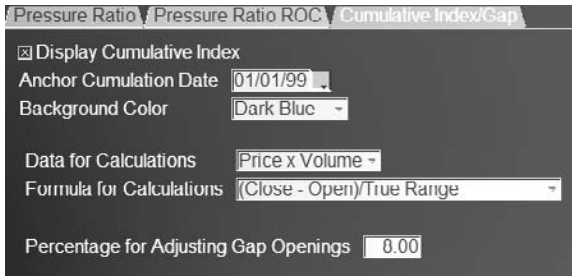 Pressure Ratio Pressure Ratio ROC Cumulative Index/Gap
Display Cumulative Index
Anchor Cumulation Date 01/01/99
Background Color Dark Blue
Data for Calculations Price x Volume
Formula for Calculations (Close - Open)/True Range
Percentage for Adjusting Gap Openings 8.00